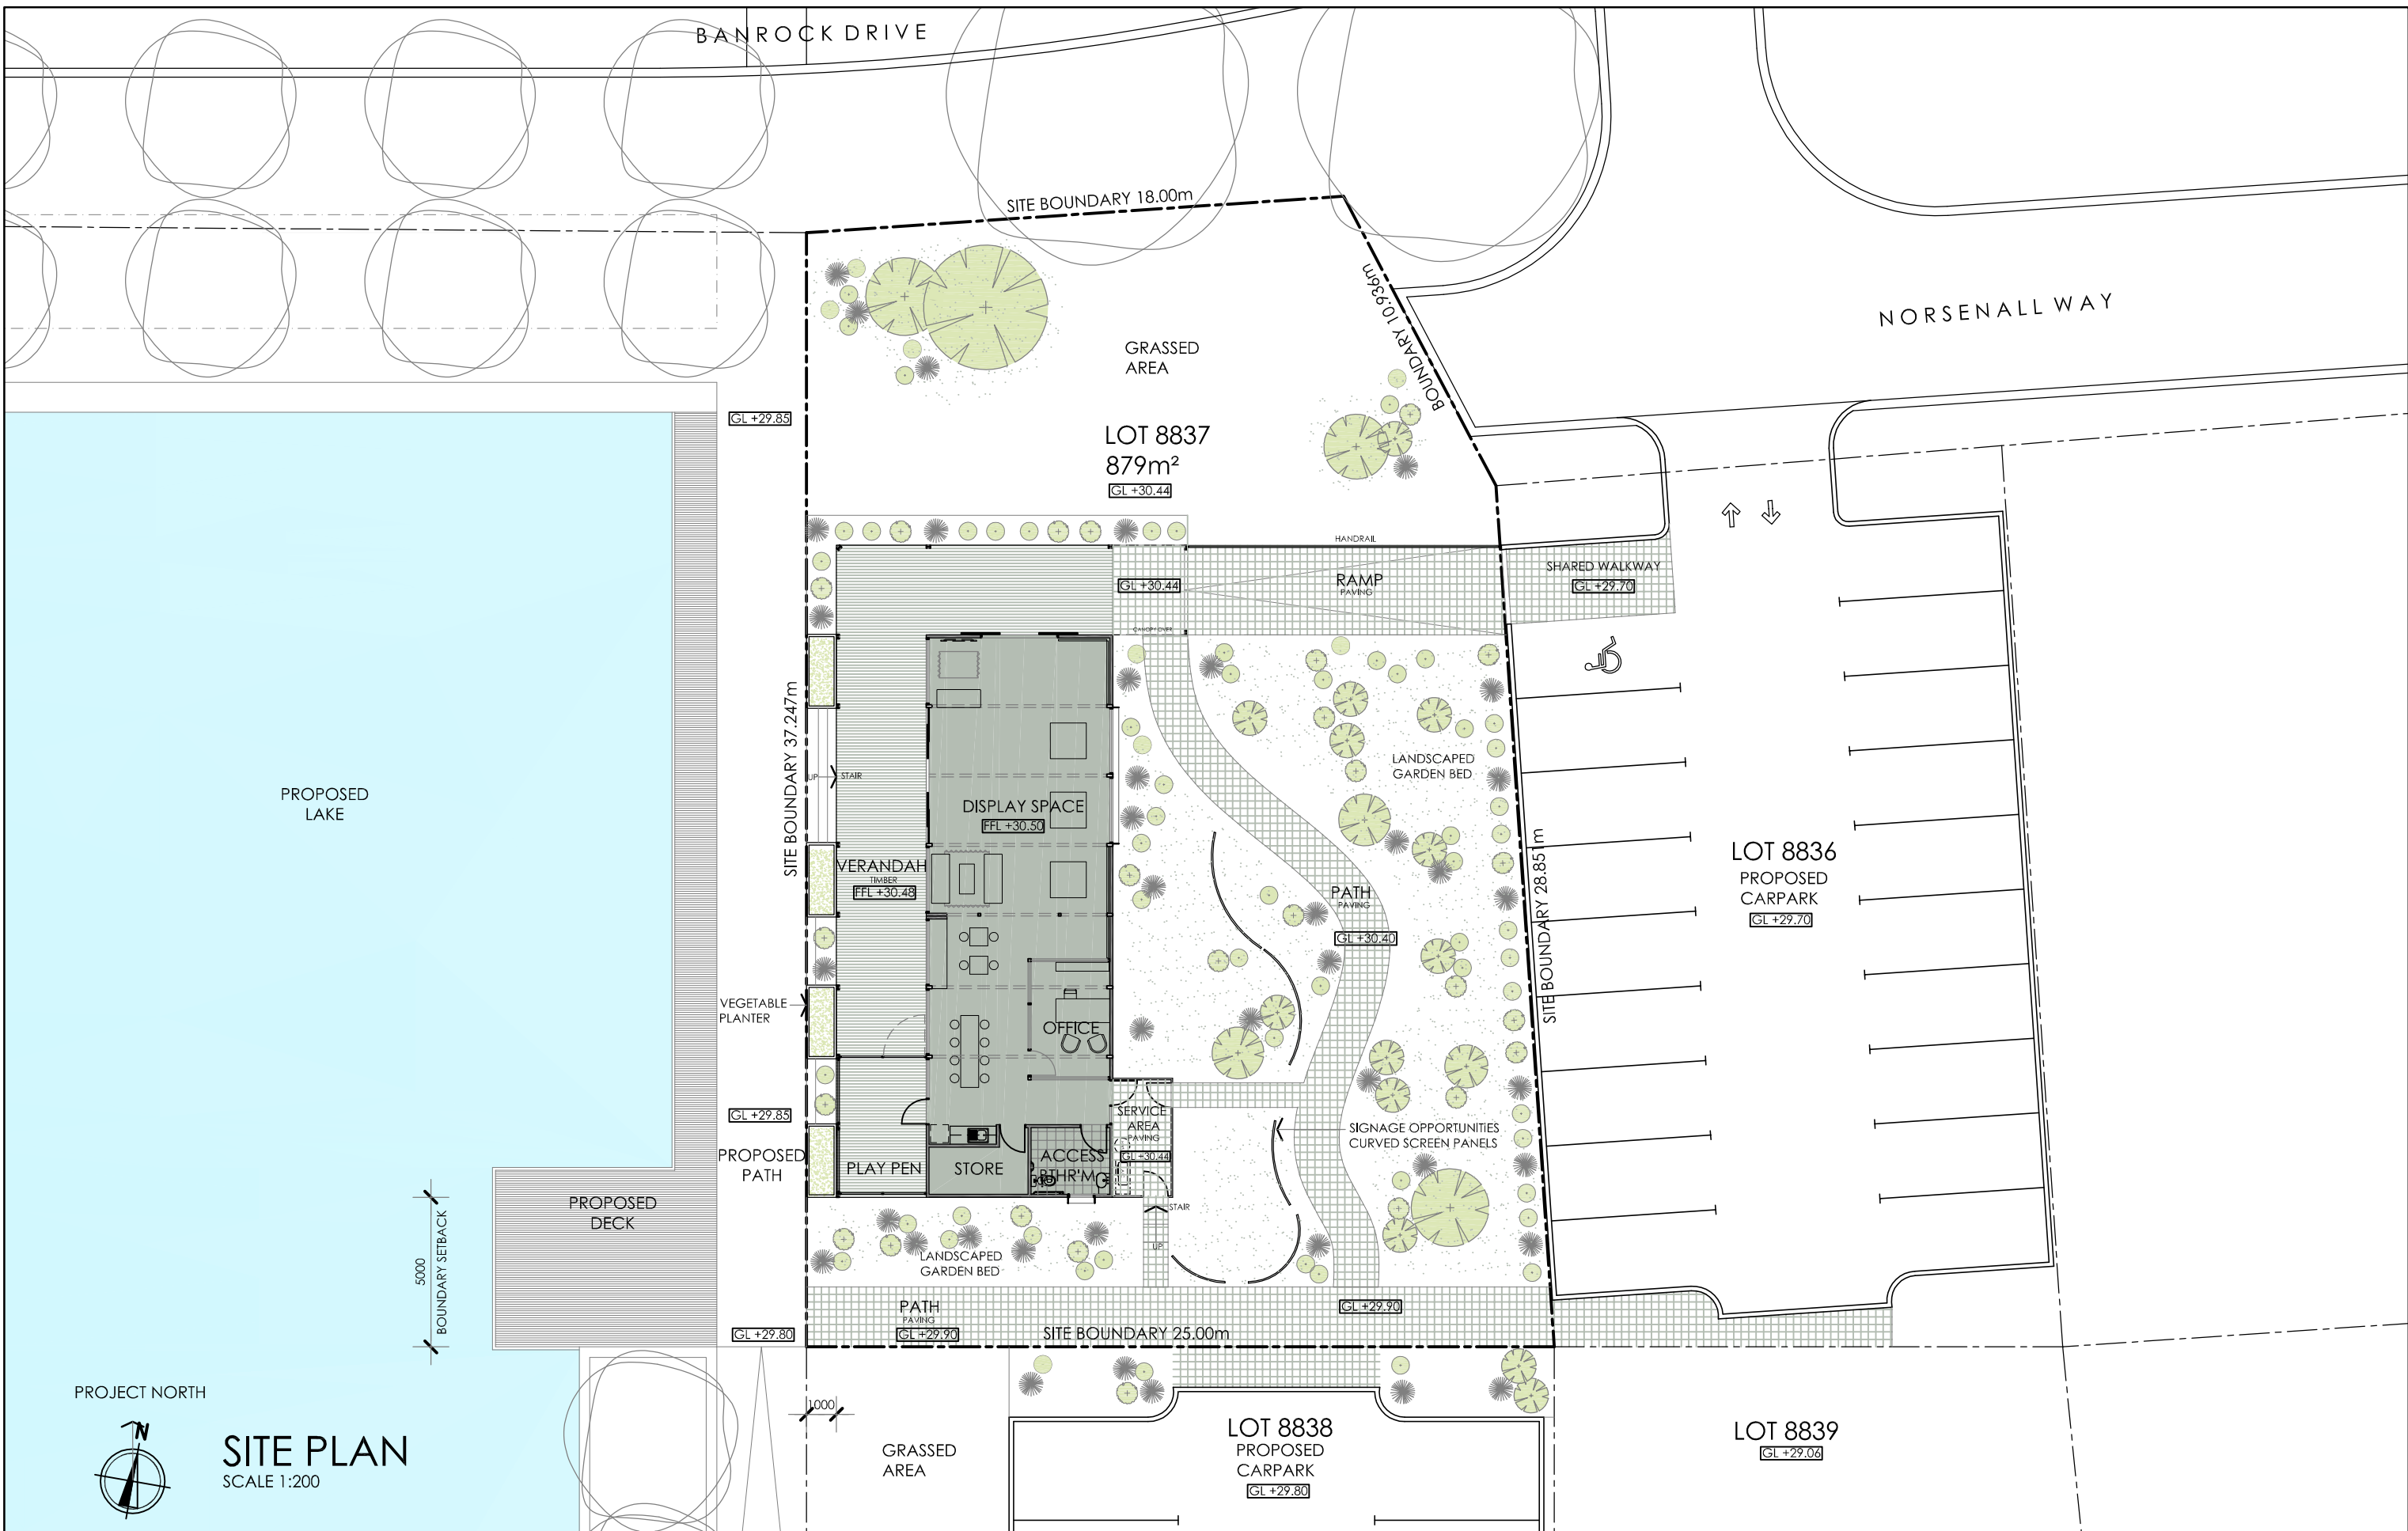 BANROCK DRIVE
SITE BOUNDARY 18.00m
BOUNDARY 10.936m
NORSENALL WAY
GRASSED
AREA
GL +29.85
LOT 8837
879m²
GL +30.44
HANDRAIL
GL +30.44
RAMP
PAVING
SHARED WALKWAY
GL +29.70
CANOPY OVER
SITE BOUNDARY 37.247m
UP
STAIR
LANDSCAPED
GARDEN BED
PROPOSED
LAKE
DISPLAY SPACE
FFL +30.50
VERANDAH
TIMBER
FFL +30.48
PATH
PAVING
GL +30.40
SITE BOUNDARY 28.851m
LOT 8836
PROPOSED
CARPARK
GL +29.70
VEGETABLE
PLANTER
OFFICE
GL +29.85
SERVICE
AREA
PAVING
GL +30.44
SIGNAGE OPPORTUNITIES
CURVED SCREEN PANELS
PROPOSED
PATH
PLAY PEN
STORE
ACCESS
BTHR'M
PROPOSED
DECK
STAIR
UP
5000
BOUNDARY SETBACK
LANDSCAPED
GARDEN BED
PATH
PAVING
GL +29.90
GL +29.90
GL +29.80
SITE BOUNDARY 25.00m
PROJECT NORTH
N
SITE PLAN
SCALE 1:200
1000
GRASSED
AREA
LOT 8838
PROPOSED
CARPARK
GL +29.80
LOT 8839
GL +29.06